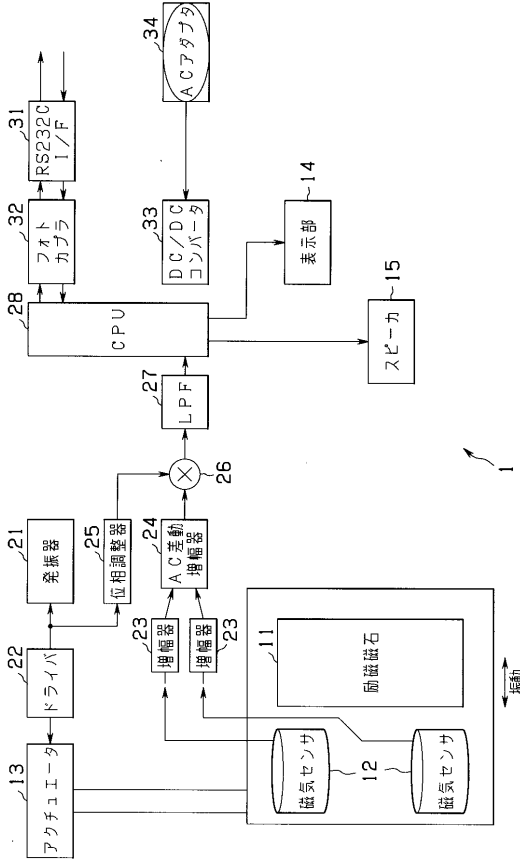 34
ACアダプタ
31
RS232C
I/F
32
フォト
カプラ
33
DC/DC
コンバータ
14
表示部
28
CPU
15
スピーカ
27
LPF
26
×
1
21
発振器
25
位相調整器
24
AC差動
増幅器
22
ドライバ
23
増幅器
23
増幅器
11
励磁磁石
13
アクチュエータ
12
磁気センサ
磁気センサ
振動